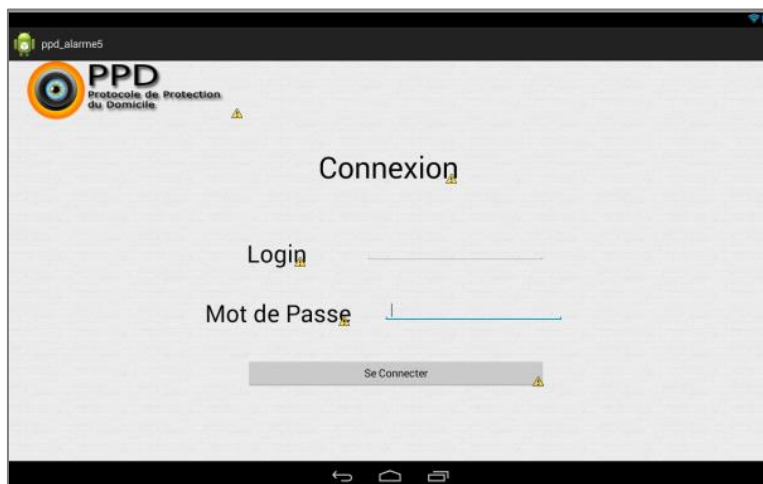 ppd_alarme5
PPD
Protocole de Protection
du Domicile
Connexion
Login
Mot de Passe
Se Connecter